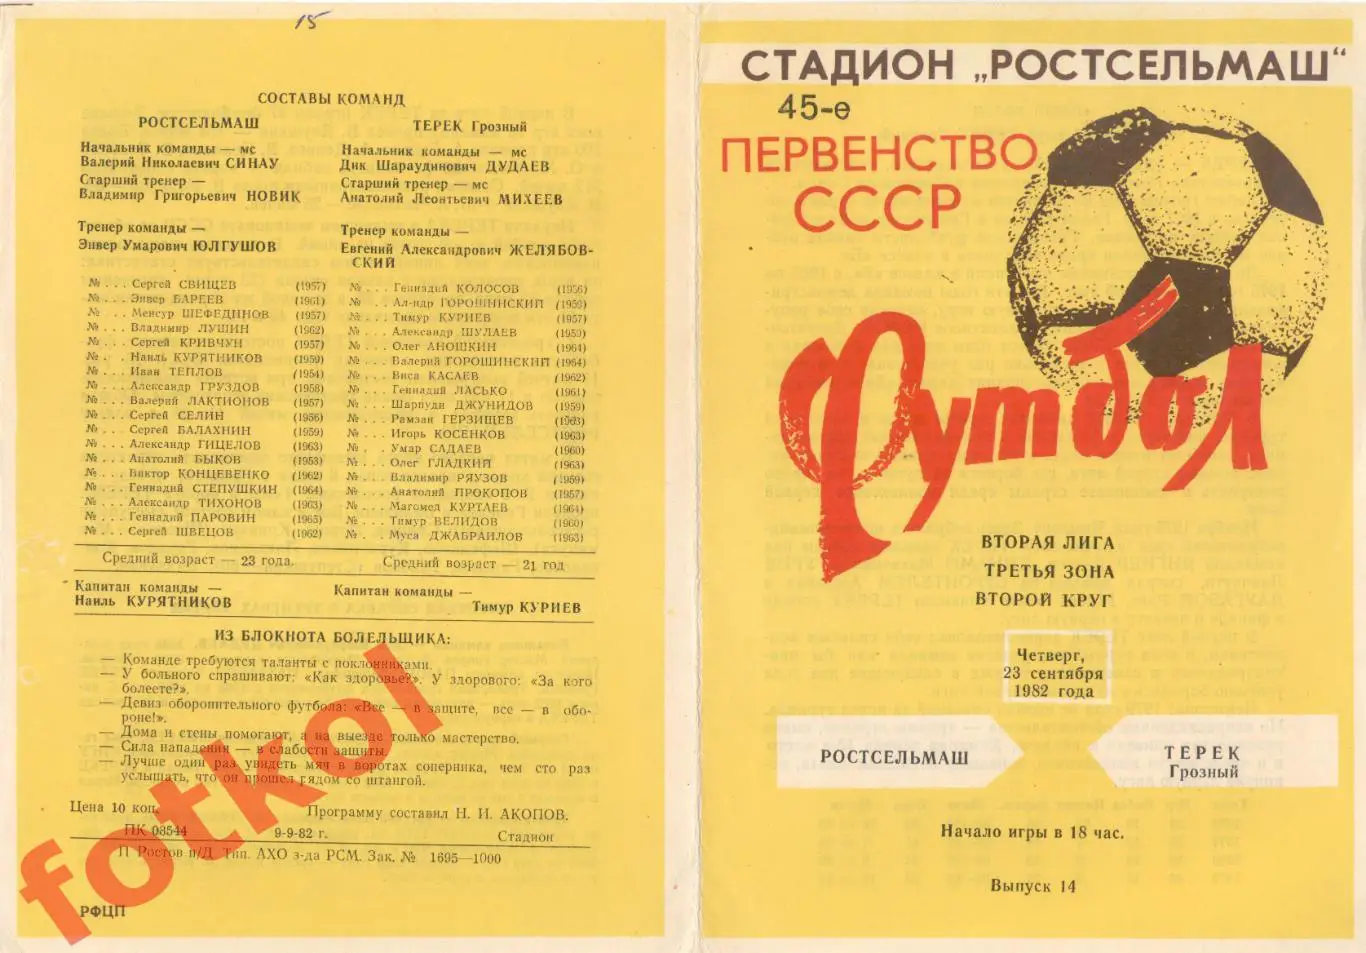 15
СОСТАВЫ КОМАНД
РОСТСЕЛЬМАШ
Начальник команды — мс
Валерий Николаевич СИНАУ
Старший тренер —
Владимир Григорьевич НОВИК
Тренер команды —
Энвер Умарович ЮЛГУШОВ
№ . . . Сергей СВИЩЕВ (1957)
№ . . . Энвер БАРЕЕВ (1961)
№ . . . Менсур ШЕФЕДИНОВ (1957)
№ . . . Владимир ЛУШИН (1962)
№ . . . Сергей КРИВЧУН (1957)
№ . . Наиль КУРЯТНИКОВ (1959)
№ . . . Иван ТЕПЛОВ (1954)
№ . . . Александр ГРУЗДОВ (1958)
№ . . . Валерий ЛАКТИОНОВ (1957)
№ . . . Сергей СЕЛИН (1956)
№ . . . Сергей БАЛАХНИН (1959)
№ . . . Александр ГИЦЕЛОВ (1963)
№ . . . Анатолий БЫКОВ (1953)
№ . . . Виктор КОНЦЕВЕНКО (1962)
№ . . . Геннадий СТЕПУШКИН (1964)
№ . . . Александр ТИХОНОВ (1963)
№ . . . Геннадий ПАРОВИН (1965)
№ . . . Сергей ШВЕЦОВ (1962)
Средний возраст — 23 года.
Капитан команды —
Наиль КУРЯТНИКОВ
ТЕРЕК Грозный
Начальник команды — мс
Дик Шараудинович ДУДАЕВ
Старший тренер — мс
Анатолий Леонтьевич МИХЕЕВ
Тренер команды —
Евгений Александрович ЖЕЛЯБОВ-
СКИЙ
№ . . . Геннадий КОЛОСОВ (1956)
№ . . . Ал-ндр ГОРОШИНСКИЙ (1959)
№ . . . Тимур КУРИЕВ (1957)
№ . . . Александр ШУЛАЕВ (1959)
№ . . . Олег АНОШКИН (1964)
№ . . . Валерий ГОРОШИНСКИЙ (1964)
№ . . . Виса КАСАЕВ (1962)
№ . . . Геннадий ЛАСЬКО (1961)
№ . . . Шарпуди ДЖУНИДОВ (1959)
№ . . . Рамзан ГЕРЗИЩЕВ (1963)
№ . . . Игорь КОСЕНКОВ (1963)
№ . . Умар САДАЕВ (1960)
№ . . . Олег ГЛАДКИЙ (1963)
№ . . . Владимир РЯУЗОВ (1959)
№ . . . Анатолий ПРОКОПОВ (1957)
№ . . . Магомед КУРТАЕВ (1964)
№ . . . Тимур ВЕЛИДОВ (1960)
№ . . . Муса ДЖАБРАИЛОВ (1963)
Средний возраст — 21 год
Капитан команды —
Тимур КУРИЕВ
ИЗ БЛОКНОТА БОЛЕЛЬЩИКА:
— Команде требуются таланты с поклонниками.
— У больного спрашивают: «Как здоровье?». У здорового: «За кого
болеете?».
— Девиз оборонительного футбола: «Все — в защите, все — в обо-
роне!».
— Дома и стены помогают, а на выезде только мастерство.
— Сила нападения — в слабости защиты.
— Лучше один раз увидеть мяч в воротах соперника, чем сто раз
услышать, что он прошел рядом со штангой.
Цена 10 коп. Программу составил Н. И. АКОПОВ.
ПК 08544 9-9-82 г. Стадион
П Ростов п/Д. Тип. АХО з-да РСМ. Зак. № 1695—1000
РФЦП
fotkol
СТАДИОН „РОСТСЕЛЬМАШ“
45-е
ПЕРВЕНСТВО
СССР
Футбол
ВТОРАЯ ЛИГА
ТРЕТЬЯ ЗОНА
ВТОРОЙ КРУГ
Четверг,
23 сентября
1982 года
РОСТСЕЛЬМАШ
ТЕРЕК
Грозный
Начало игры в 18 час.
Выпуск 14